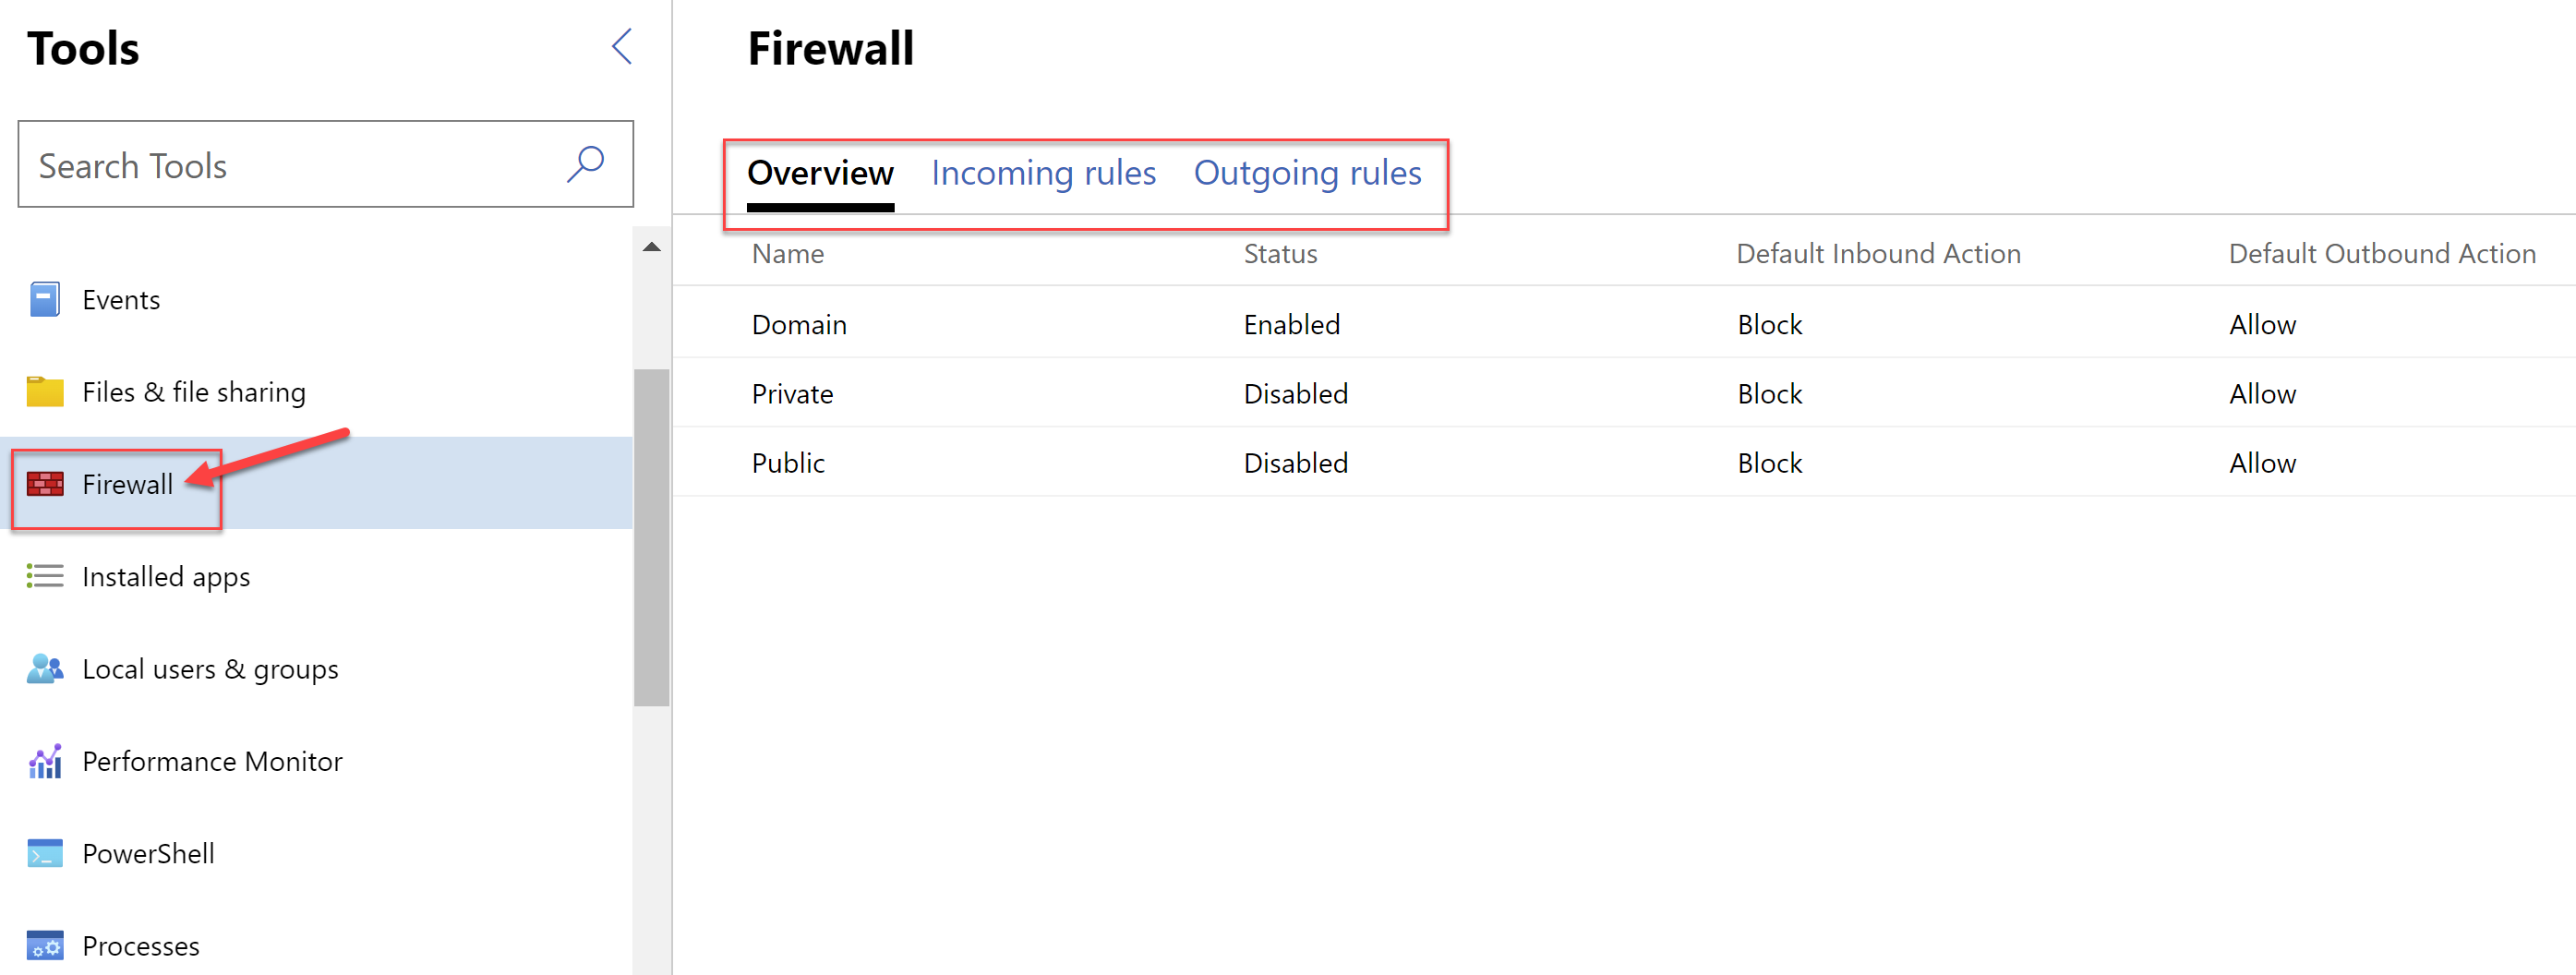 Tools
Search Tools
Events
Files & file sharing
Firewall
Installed apps
Local users & groups
Performance Monitor
PowerShell
Processes
Firewall
Overview Incoming rules Outgoing rules
Name Status Default Inbound Action Default Outbound Action
Domain Enabled Block Allow
Private Disabled Block Allow
Public Disabled Block Allow